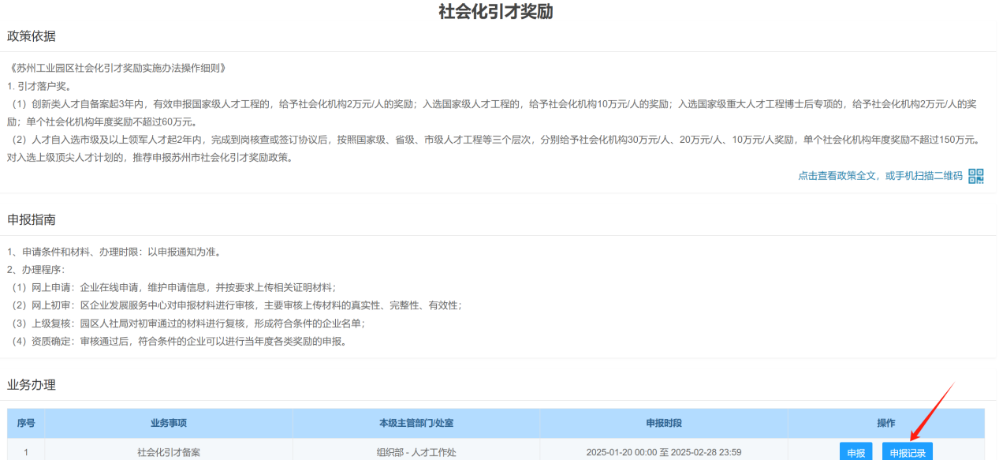 社会化引才奖励
政策依据
《苏州工业园区社会化引才奖励实施办法操作细则》
1. 引才落户奖。
（1）创新类人才自备案起3年内，有效申报国家级人才工程的，给予社会化机构2万元/人的奖励；入选国家级人才工程的，给予社会化机构10万元/人的奖励；入选国家级重大人才工程博士后专项的，给予社会化机构2万元/人的奖
励；单个社会化机构年度奖励不超过60万元。
（2）人才自入选市级及以上领军人才起2年内，完成到岗核查或签订协议后，按照国家级、省级、市级人才工程等三个层次，分别给予社会化机构30万元/人、20万元/人、10万元/人奖励，单个社会化机构年度奖励不超过150万元。
对入选上级顶尖人才计划的，推荐申报苏州市社会化引才奖励政策。
点击查看政策全文，或手机扫描二维码
申报指南
1、申请条件和材料、办理时限：以申报通知为准。
2、办理程序：
（1）网上申请：企业在线申请，维护申请信息，并按要求上传相关证明材料；
（2）网上初审：区企业发展服务中心对申报材料进行审核，主要审核上传材料的真实性、完整性、有效性；
（3）上级复核：园区人社局对初审通过的材料进行复核，形成符合条件的企业名单；
（4）资质确定：审核通过后，符合条件的企业可以进行当年度各类奖励的申报。
业务办理
序号 业务事项 本级主管部门/处室 申报时段 操作
1 社会化引才备案 组织部 - 人才工作处 2025-01-20 00:00 至 2025-02-28 23:59 申报 申报记录